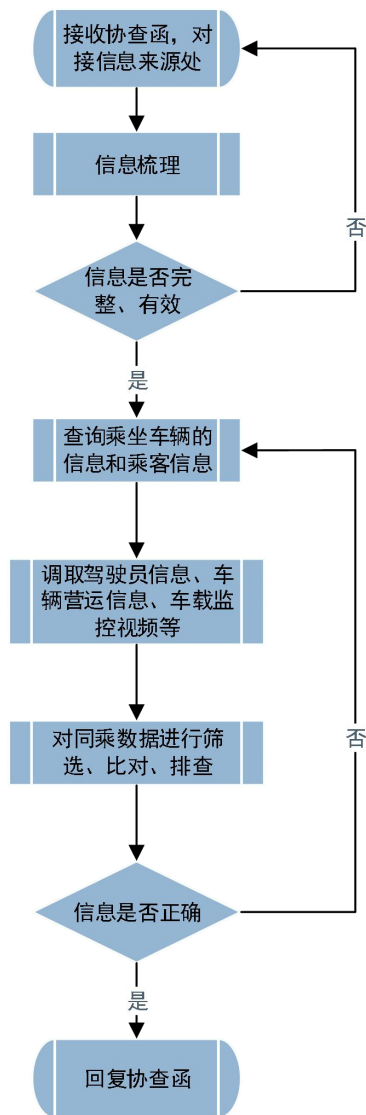 接收协查函，对
接信息来源处
信息梳理
否
信息是否完
整、有效
是
查询乘坐车辆的
信息和乘客信息
调取驾驶员信息、车
辆营运信息、车载监
控视频等
否
对同乘数据进行筛
选、比对、排查
信息是否正确
是
回复协查函